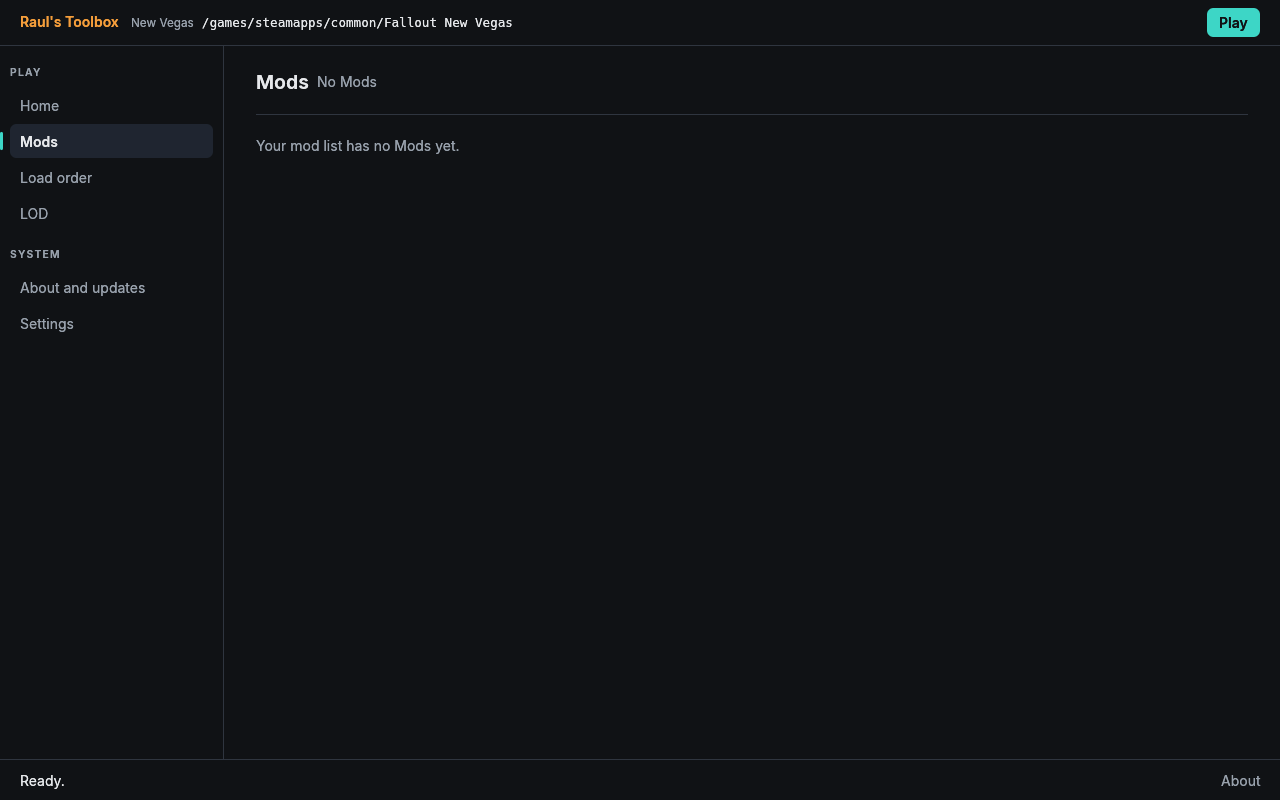 Raul's Toolbox New Vegas /games/steamapps/common/Fallout New Vegas Play
PLAY
Home
Mods
Load order
LOD
SYSTEM
About and updates
Settings
Mods No Mods
Your mod list has no Mods yet.
Ready. About